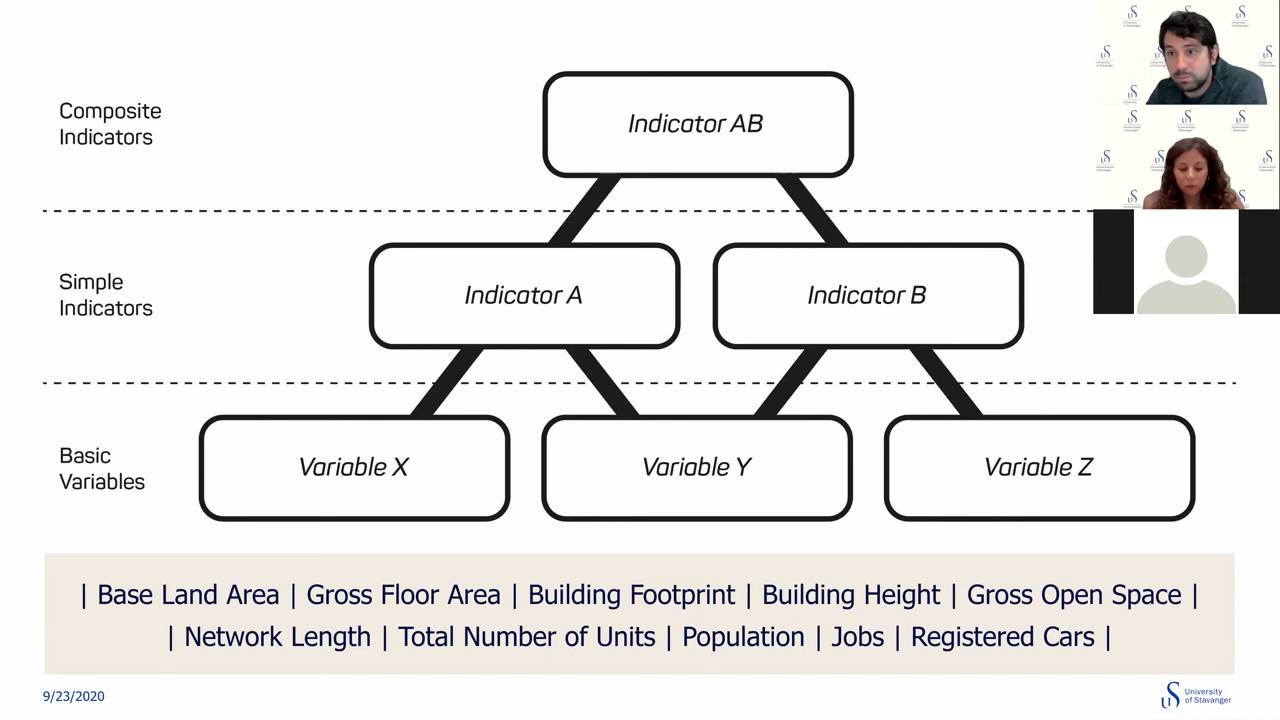 Composite
Indicators
Indicator AB
Simple
Indicators
Indicator A
Indicator B
Basic
Variables
Variable X
Variable Y
Variable Z
| Base Land Area | Gross Floor Area | Building Footprint | Building Height | Gross Open Space |
| Network Length | Total Number of Units | Population | Jobs | Registered Cars |
9/23/2020
University
of Stavanger